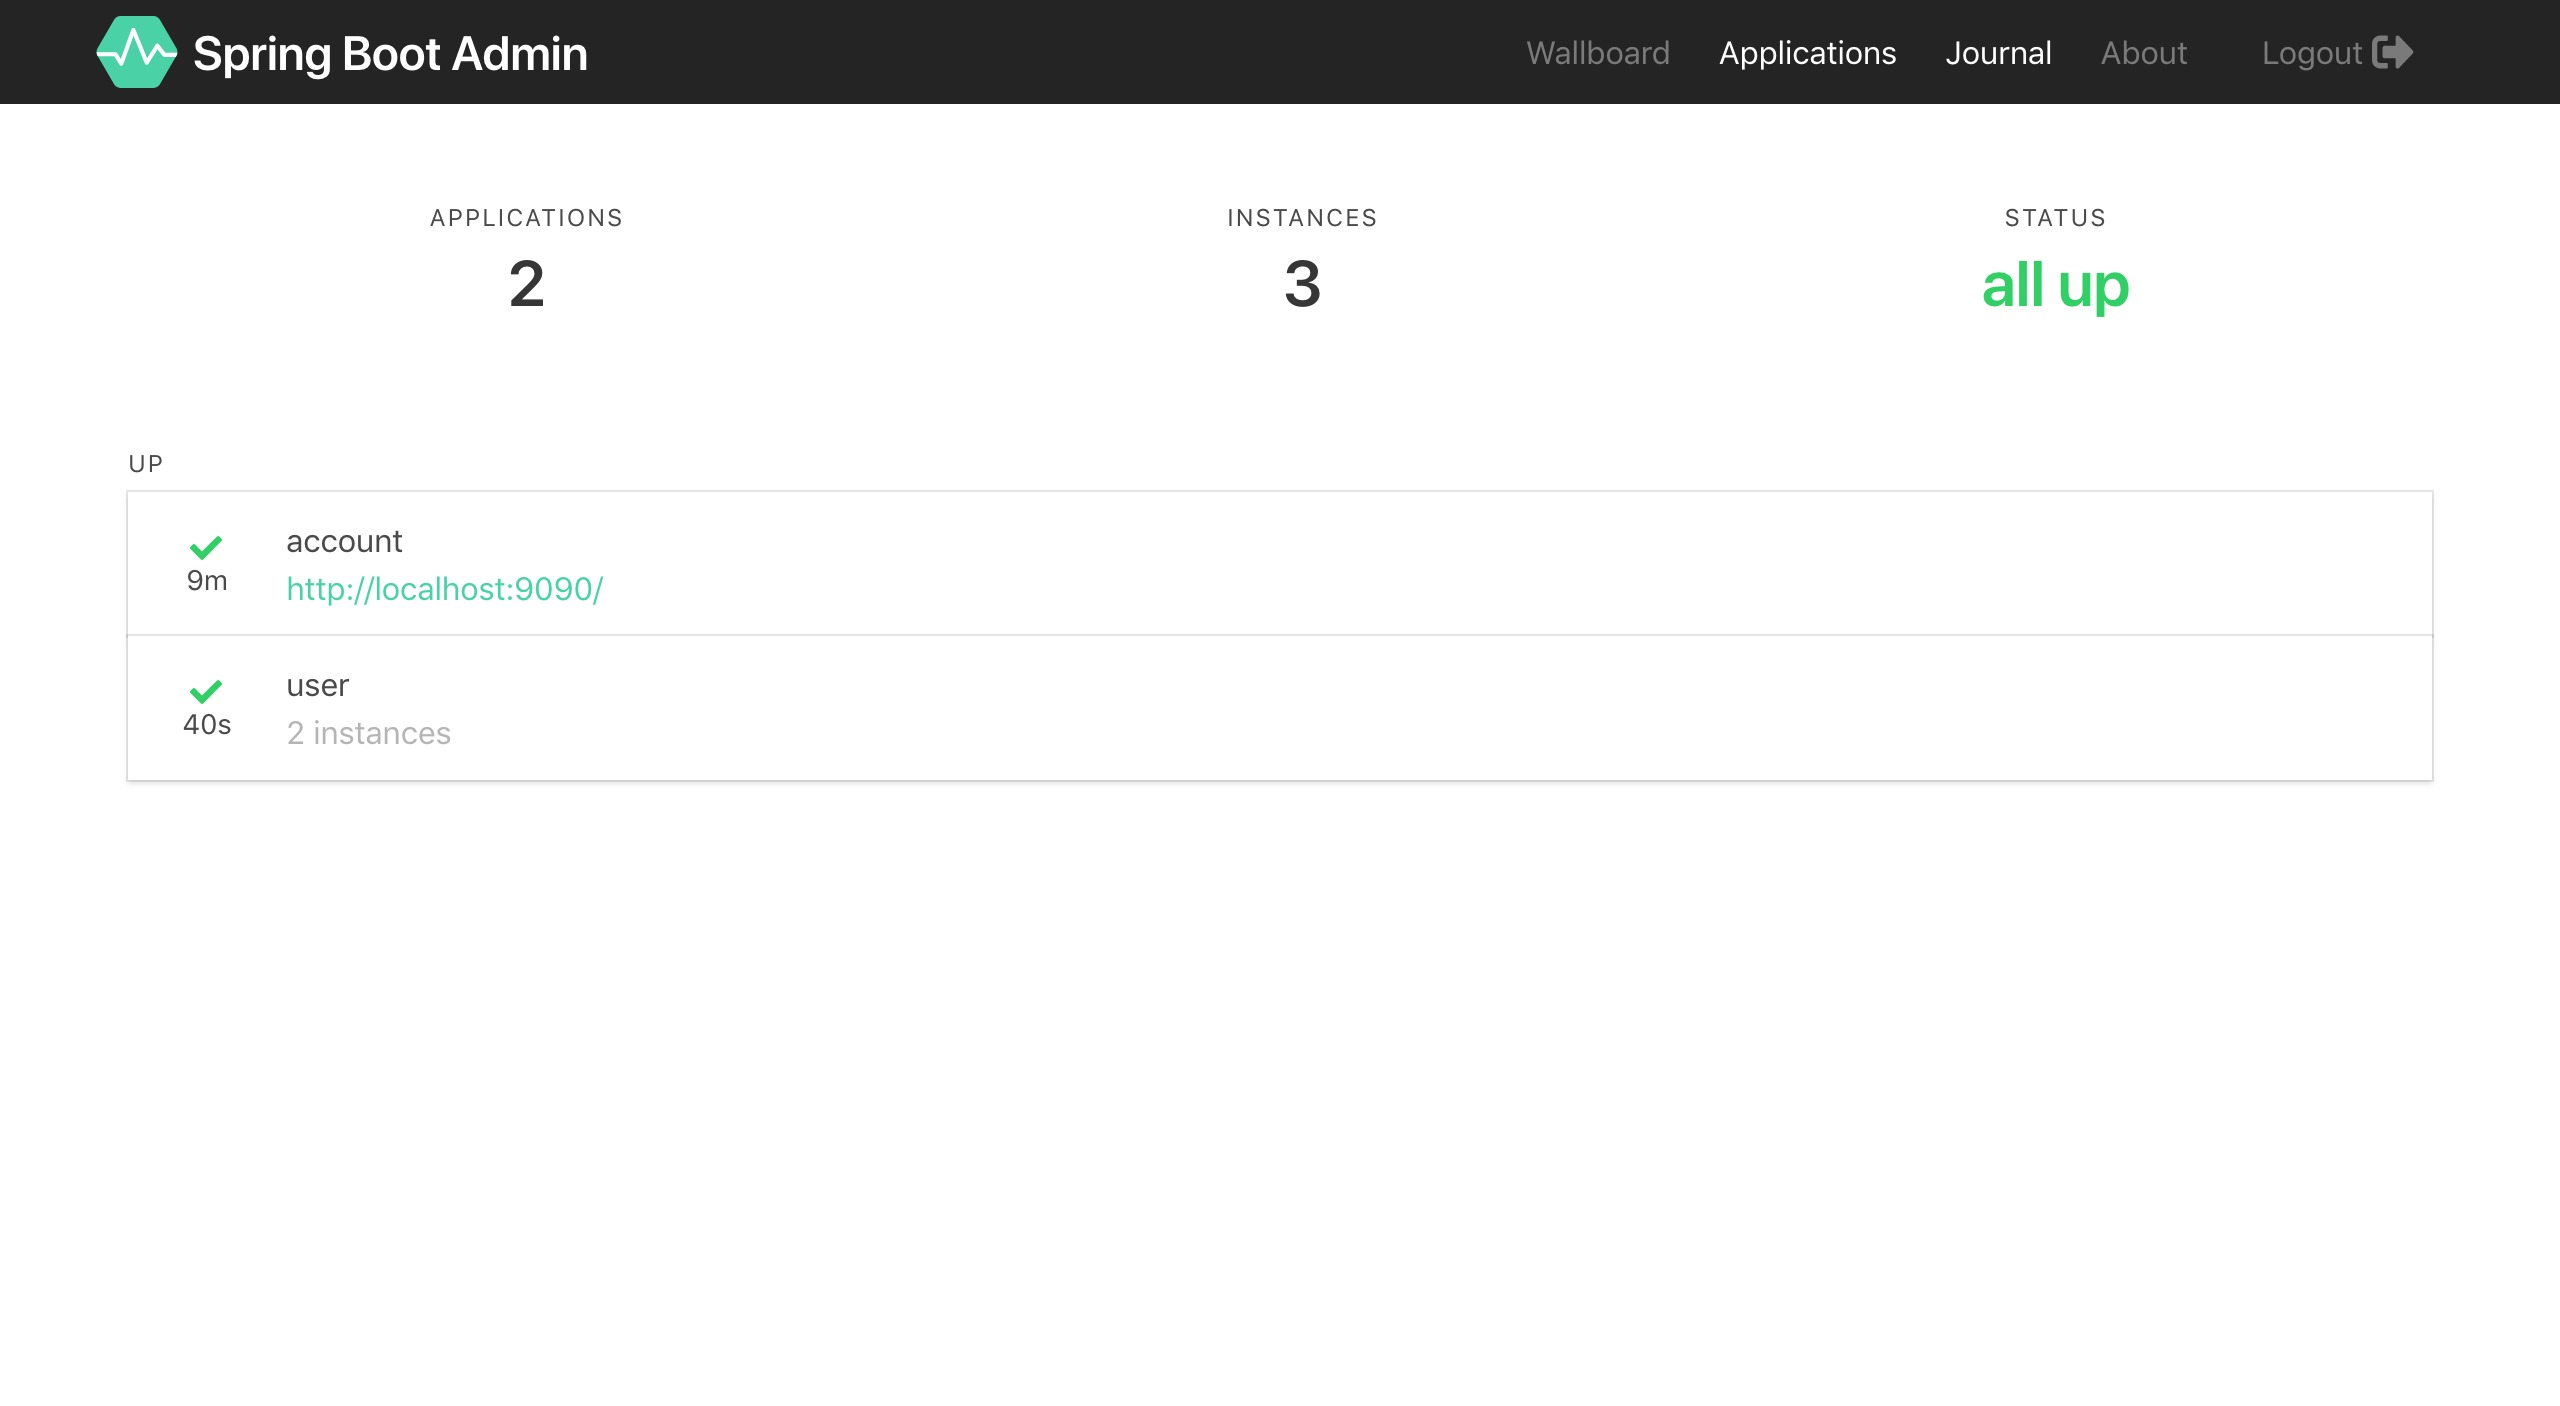 Spring Boot Admin
Wallboard Applications Journal About Logout
APPLICATIONS INSTANCES STATUS
2 3 all up
UP
account
9m
http://localhost:9090/
user
40s
2 instances